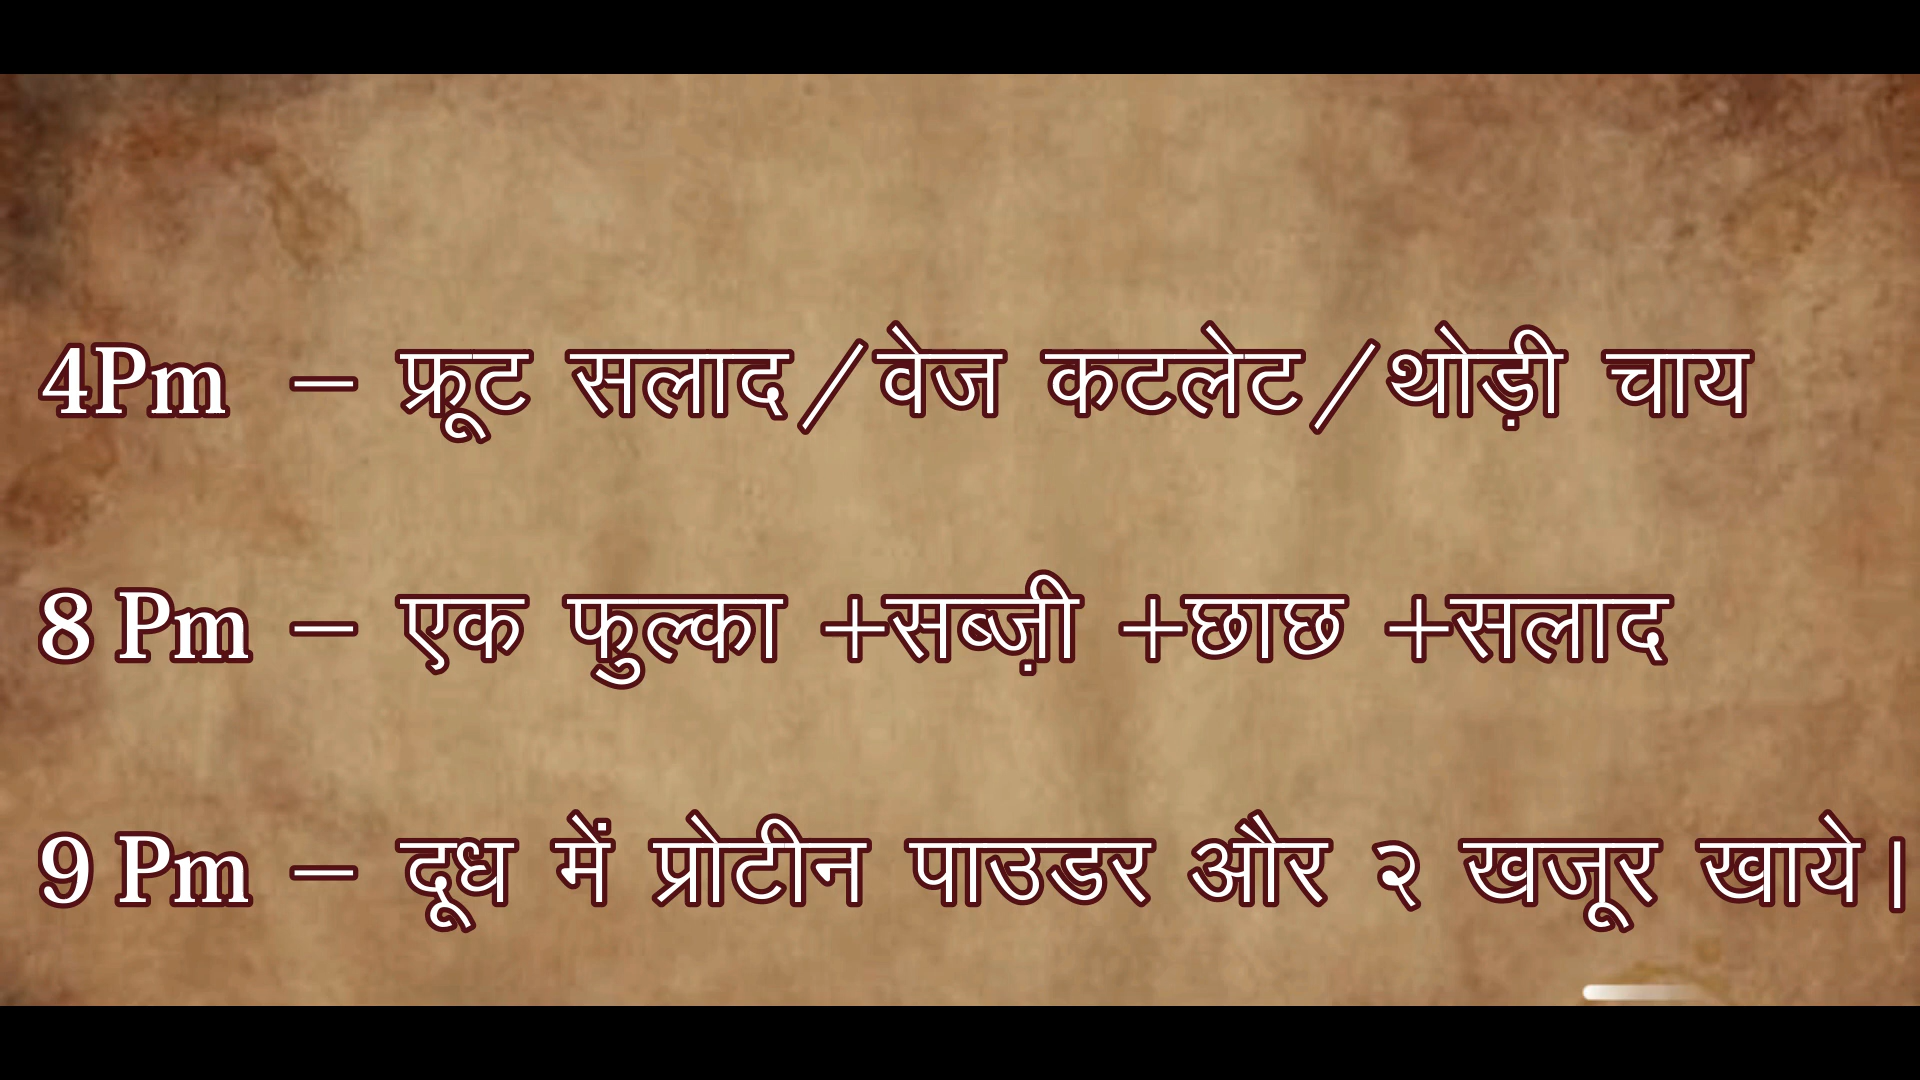 4Pm – फ्रूट सलाद/वेज कटलेट/थोड़ी चाय
8 Pm – एक फुल्का +सब्ज़ी +छाछ +सलाद
9 Pm – दूध में प्रोटीन पाउडर और २ खजूर खाये।